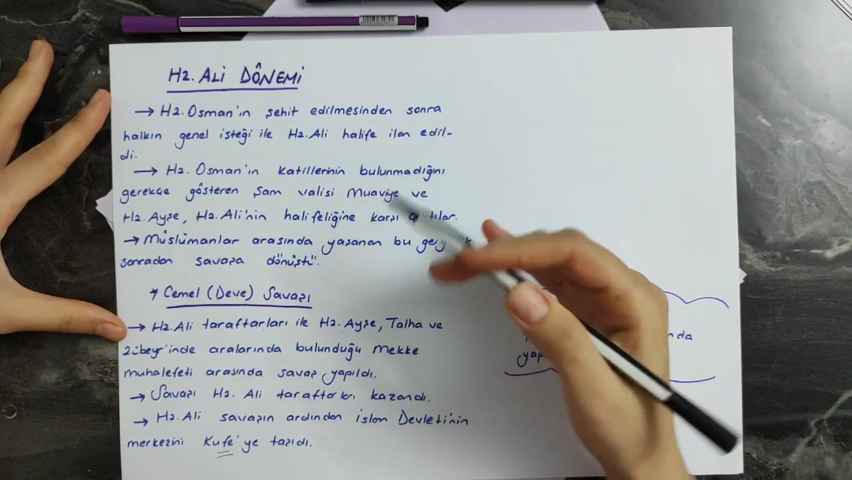 Hz. ALİ DÖNEMİ
→ Hz. Osman'ın şehit edilmesinden sonra
halkın genel isteği ile Hz. Ali halife ilan edil-
di.
→ Hz. Osman'ın katillerinin bulunmadığını
gerekçe gösteren Şam valisi Muaviye ve
Hz. Ayşe, Hz. Ali'nin halifeliğine karşı
→ Müslümanlar arasında yaşanan bu
sonradan savaşa dönüştü.
* Cemel (Deve) Savaşı
→ Hz. Ali taraftarları ile Hz. Ayşe, Talha ve
Zübeyr'inde aralarında bulunduğu Mekke
muhalefeti arasında savaş yapıldı.
→ Savaşı Hz. Ali taraftarları kazandı.
→ Hz. Ali savaşın ardından İslam Devleti'nin
merkezini Kufe'ye taşıdı.